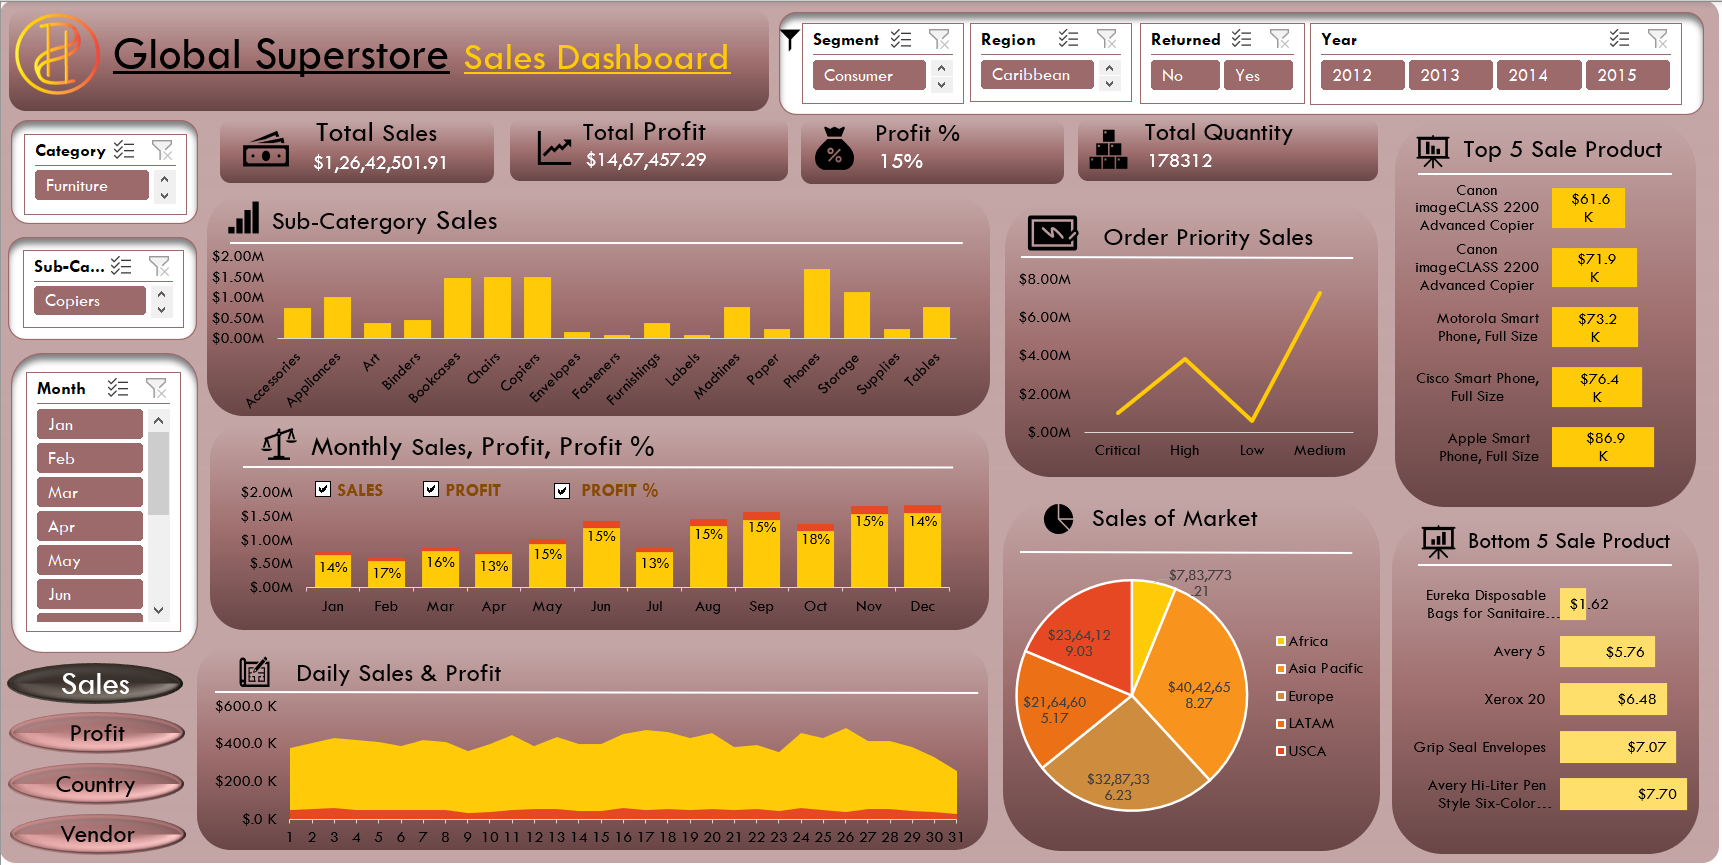 Global Superstore Sales Dashboard
Segment
Consumer
Region
Caribbean
Returned
No Yes
Year
2012 2013 2014 2015
Category
Furniture
Sub-Ca...
Copiers
Month
Jan
Feb
Mar
Apr
May
Jun
Sales
Profit
Country
Vendor
Total Sales
$1,26,42,501.91
Total Profit
$14,67,457.29
Profit %
15%
Total Quantity
178312
Sub-Catergory Sales
$2.00M
$1.50M
$1.00M
$0.50M
$0.00M
Accessories
Appliances
Art
Binders
Bookcases
Chairs
Copiers
Envelopes
Fasteners
Furnishings
Labels
Machines
Paper
Phones
Storage
Supplies
Tables
Monthly Sales, Profit, Profit %
SALES PROFIT PROFIT %
$2.00M
$1.50M
$1.00M
$.50M
$.00M
14% 17% 16% 13% 15% 15% 13% 15% 15% 18% 15% 14%
Jan Feb Mar Apr May Jun Jul Aug Sep Oct Nov Dec
Daily Sales & Profit
$600.0 K
$400.0 K
$200.0 K
$.0 K
1 2 3 4 5 6 7 8 9 10 11 12 13 14 15 16 17 18 19 20 21 22 23 24 25 26 27 28 29 30 31
Order Priority Sales
$8.00M
$6.00M
$4.00M
$2.00M
$.00M
Critical High Low Medium
Sales of Market
$7,83,773
.21
$40,42,65
8.27
$32,87,33
6.23
$21,64,60
5.17
$23,64,12
9.03
Africa
Asia Pacific
Europe
LATAM
USCA
Top 5 Sale Product
Canon
imageCLASS 2200
Advanced Copier
$61.6
K
Canon
imageCLASS 2200
Advanced Copier
$71.9
K
Motorola Smart
Phone, Full Size
$73.2
K
Cisco Smart Phone,
Full Size
$76.4
K
Apple Smart
Phone, Full Size
$86.9
K
Bottom 5 Sale Product
Eureka Disposable
Bags for Sanitaire...
$1.62
Avery 5
$5.76
Xerox 20
$6.48
Grip Seal Envelopes
$7.07
Avery Hi-Liter Pen
Style Six-Color...
$7.70